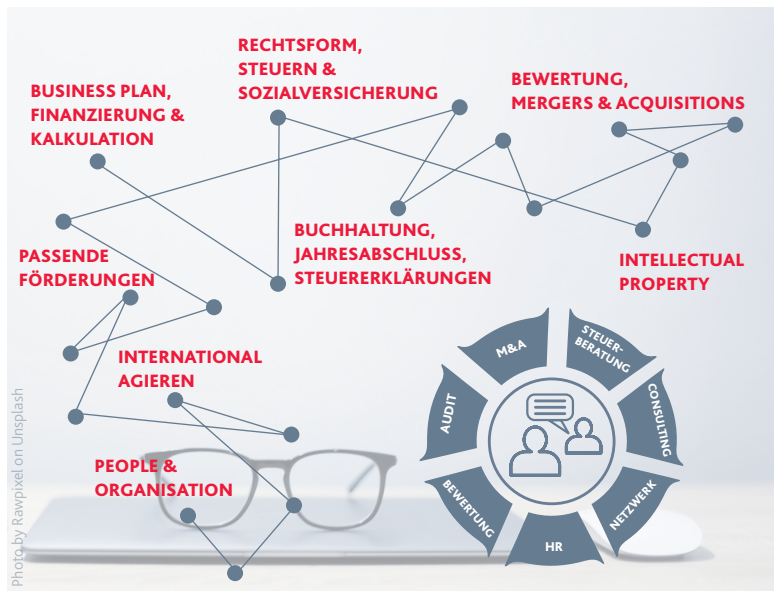 BUSINESS PLAN,
FINANZIERUNG &
KALKULATION
RECHTSFORM,
STEUERN &
SOZIALVERSICHERUNG
BEWERTUNG,
MERGERS & ACQUISITIONS
PASSENDE
FÖRDERUNGEN
BUCHHALTUNG,
JAHRESABSCHLUSS,
STEUERERKLÄRUNGEN
INTELLECTUAL
PROPERTY
INTERNATIONAL
AGIEREN
PEOPLE &
ORGANISATION
M&A
STEUER-
BERATUNG
CONSULTING
NETZWERK
HR
BEWERTUNG
AUDIT
Photo by Rawpixel on Unsplash